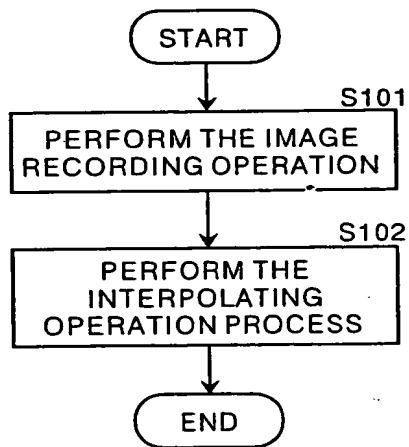 START
S101
PERFORM THE IMAGE
RECORDING OPERATION
S102
PERFORM THE
INTERPOLATING
OPERATION PROCESS
END